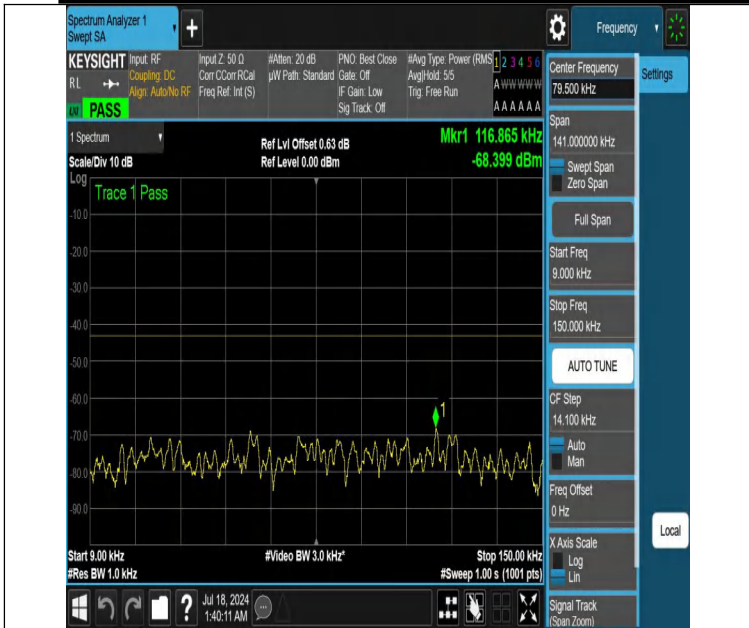 Spectrum Analyzer 1
Swept SA
Frequency
KEYSIGHT
RL
PASS
Input: RF
Coupling: DC
Align: Auto/No RF
Input Z: 50 Ω
Corr CCorr RCal
Freq Ref: Int (S)
#Atten: 20 dB
µW Path: Standard
PNO: Best Close
Gate: Off
IF Gain: Low
Sig Track: Off
#Avg Type: Power (RMS
Avg|Hold: 5/5
Trig: Free Run
1 2 3 4 5 6
A W W W W W
A A A A A A
1 Spectrum
Scale/Div 10 dB
Ref Lvl Offset 0.63 dB
Ref Level 0.00 dBm
Mkr1 116.865 kHz
-68.399 dBm
Log
Trace 1 Pass
-10.0
-20.0
-30.0
-40.0
-50.0
-60.0
-70.0
-80.0
-90.0
1
Start 9.00 kHz
#Res BW 1.0 kHz
#Video BW 3.0 kHz*
Stop 150.00 kHz
#Sweep 1.00 s (1001 pts)
Jul 18, 2024
1:40:11 AM
Center Frequency
79.500 kHz
Settings
Span
141.000000 kHz
Swept Span
Zero Span
Full Span
Start Freq
9.000 kHz
Stop Freq
150.000 kHz
AUTO TUNE
CF Step
14.100 kHz
Auto
Man
Freq Offset
0 Hz
Local
X Axis Scale
Log
Lin
Signal Track
(Span Zoom)